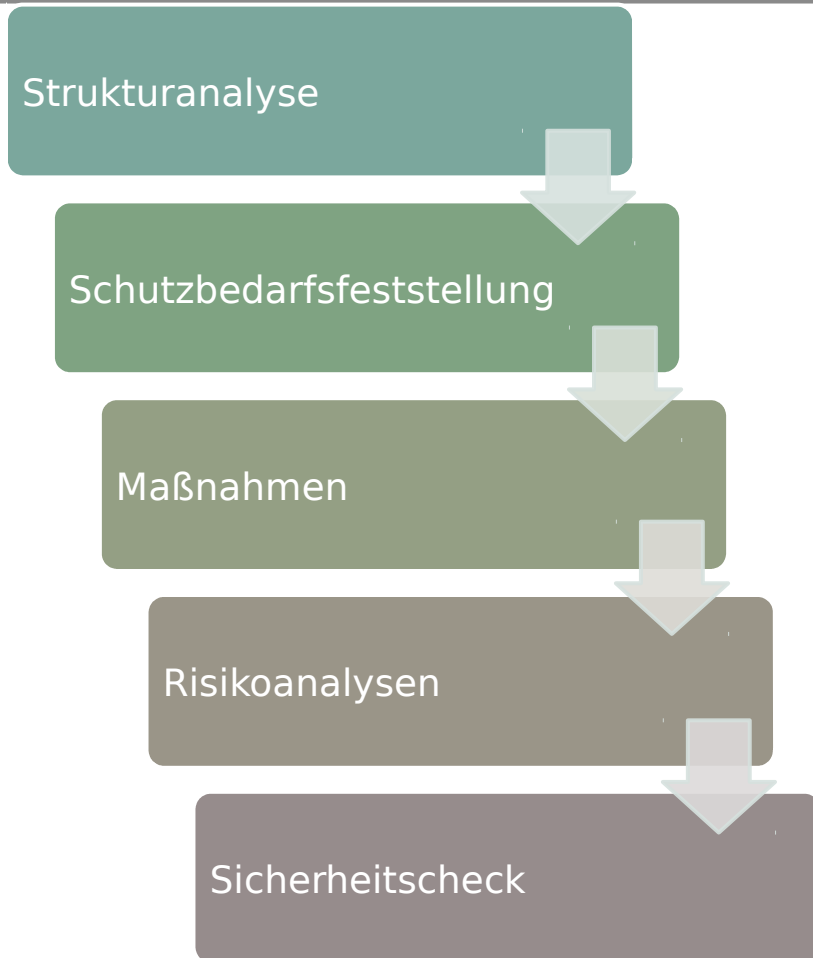 Strukturanalyse
Schutzbedarfsfeststellung
Maßnahmen
Risikoanalysen
Sicherheitscheck